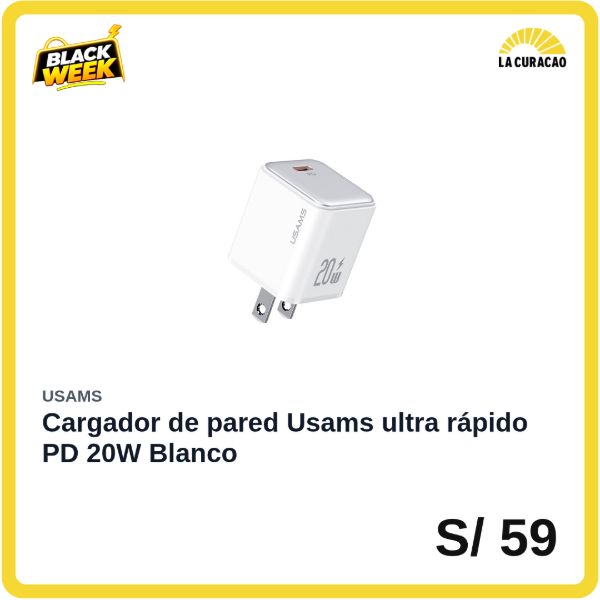 BLACK
WEEK
LA CURACAO
USAMS
20W
USAMS
Cargador de pared Usams ultra rápido
PD 20W Blanco
S/ 59